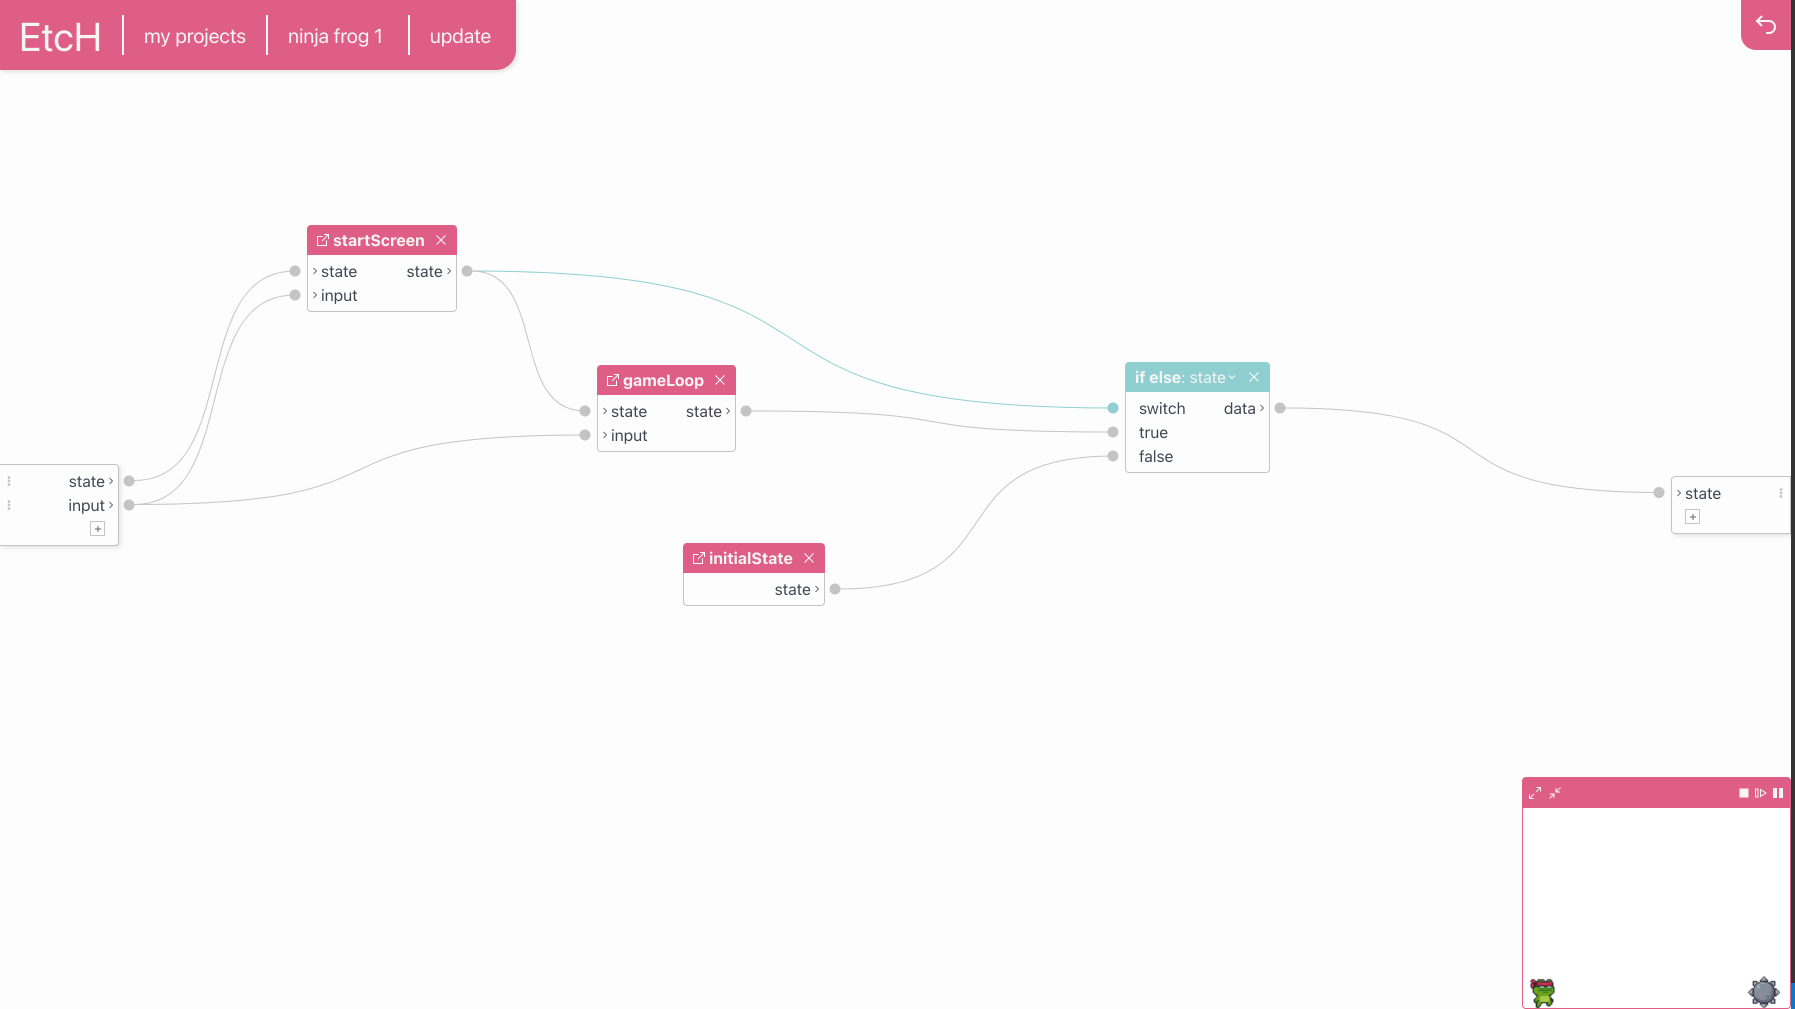 EtcH
my projects
ninja frog 1
update
startScreen
state state
input
gameLoop
state state
input
if else: state
switch data
true
false
state
input
state
initialState
state